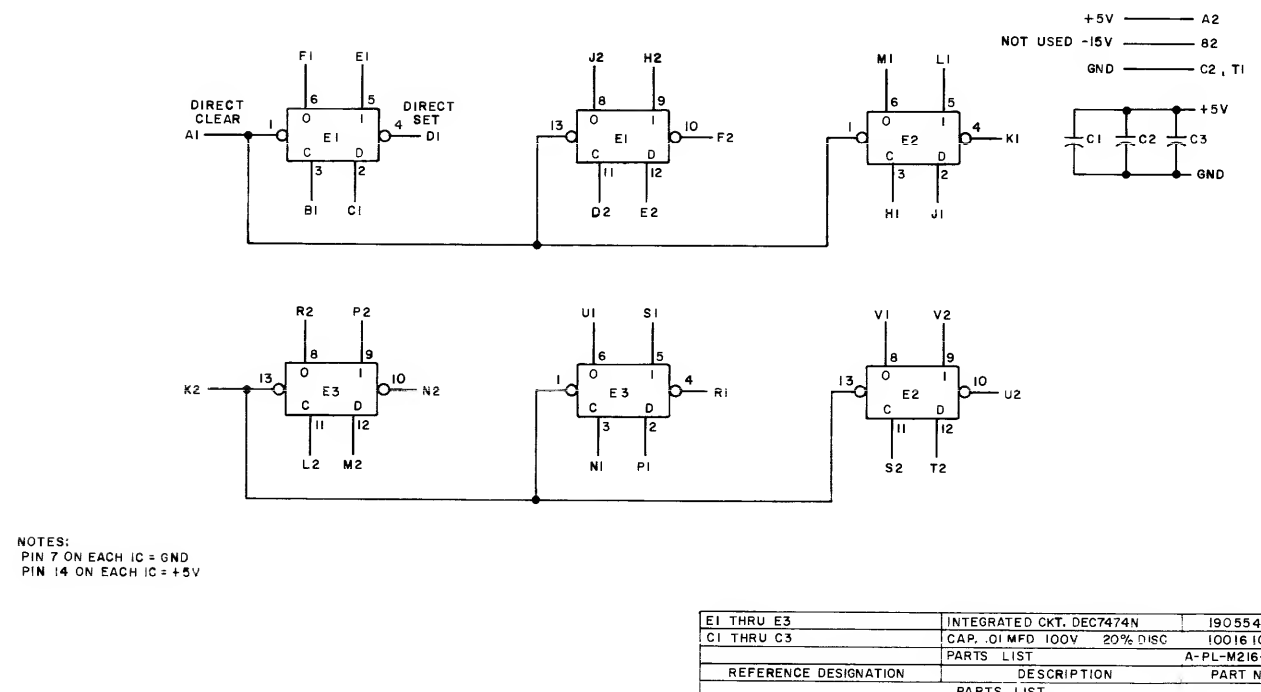 +5V A2
NOT USED -15V B2
GND C2, T1
F1 E1 J2 H2 M1 L1
DIRECT CLEAR
DIRECT SET
6 5 8 9 6 5
0 1 0 1 0 1
A1 1 E1 4 D1 13 E1 10 F2 1 E2 4 K1
C D C D C D
3 2 11 12 3 2
B1 C1 D2 E2 H1 J1
+5V
C1 C2 C3
GND
R2 P2 U1 S1 V1 V2
8 9 6 5 8 9
0 1 0 1 0 1
K2 13 E3 10 N2 1 E3 4 R1 13 E2 10 U2
C D C D C D
11 12 3 2 11 12
L2 M2 N1 P1 S2 T2
NOTES:
PIN 7 ON EACH IC = GND
PIN 14 ON EACH IC = +5V
E1 THRU E3 INTEGRATED CKT. DEC7474N 190554
C1 THRU C3 CAP. .01 MFD 100V 20% DISC 1001610
PARTS LIST A-PL-M216-
REFERENCE DESIGNATION DESCRIPTION PART N
PARTS LIST